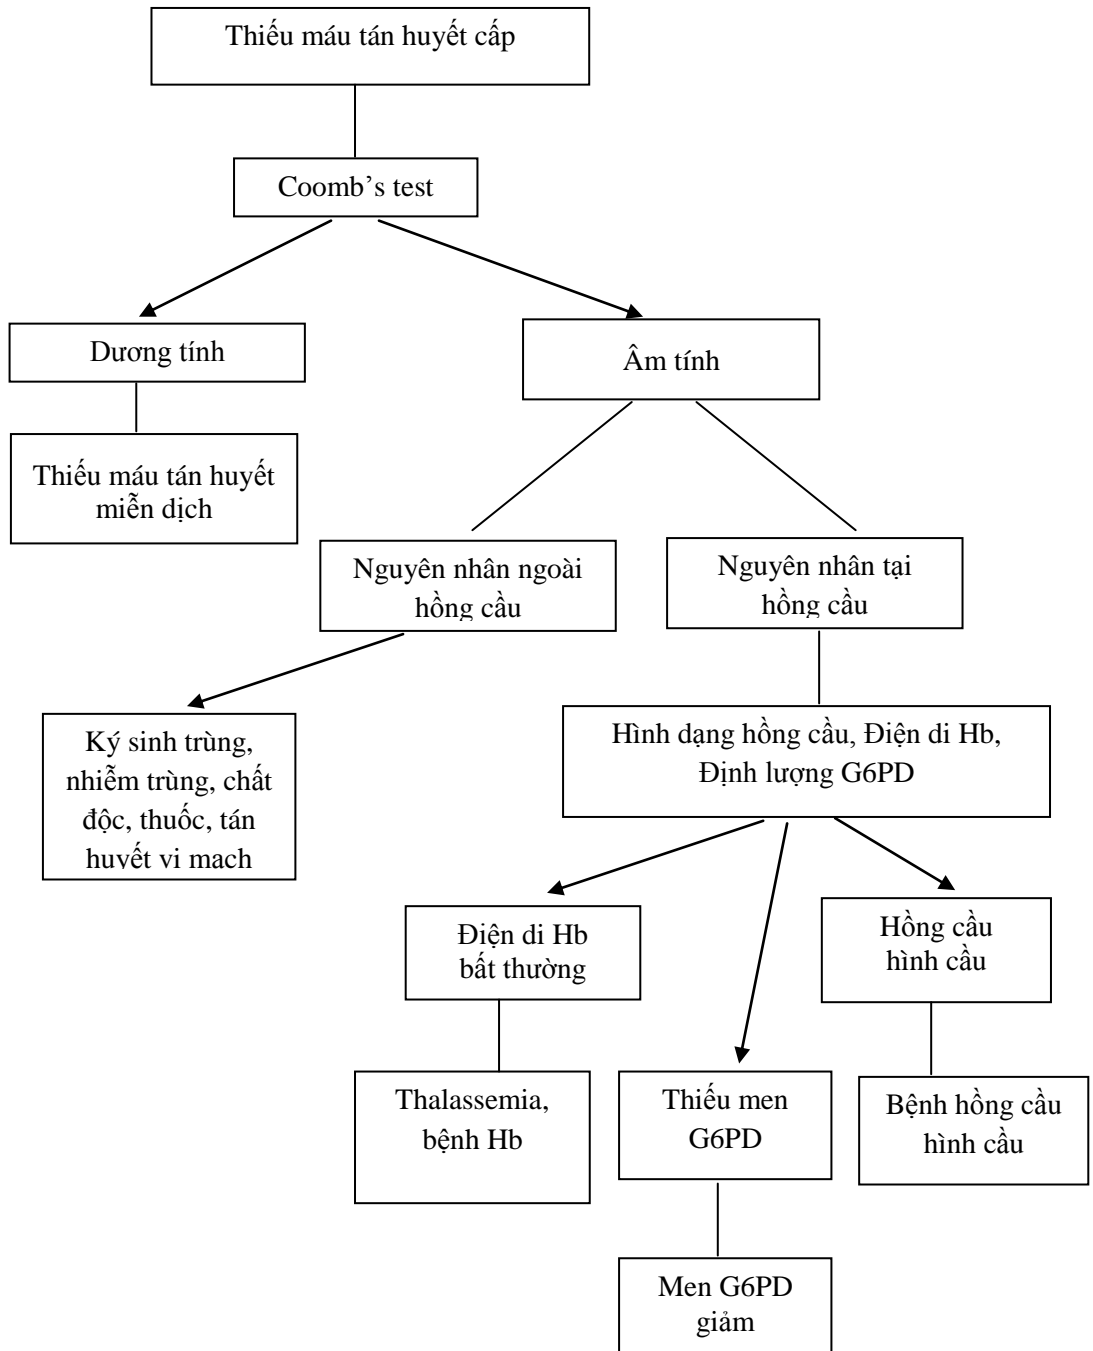 Thiếu máu tán huyết cấp
Coomb’s test
Dương tính
Âm tính
Thiếu máu tán huyết
miễn dịch
Nguyên nhân ngoài
hồng cầu
Nguyên nhân tại
hồng cầu
Ký sinh trùng,
nhiễm trùng, chất
độc, thuốc, tán
huyết vi mạch
Hình dạng hồng cầu, Điện di Hb,
Định lượng G6PD
Điện di Hb
bất thường
Hồng cầu
hình cầu
Thalassemia,
bệnh Hb
Thiếu men
G6PD
Bệnh hồng cầu
hình cầu
Men G6PD
giảm